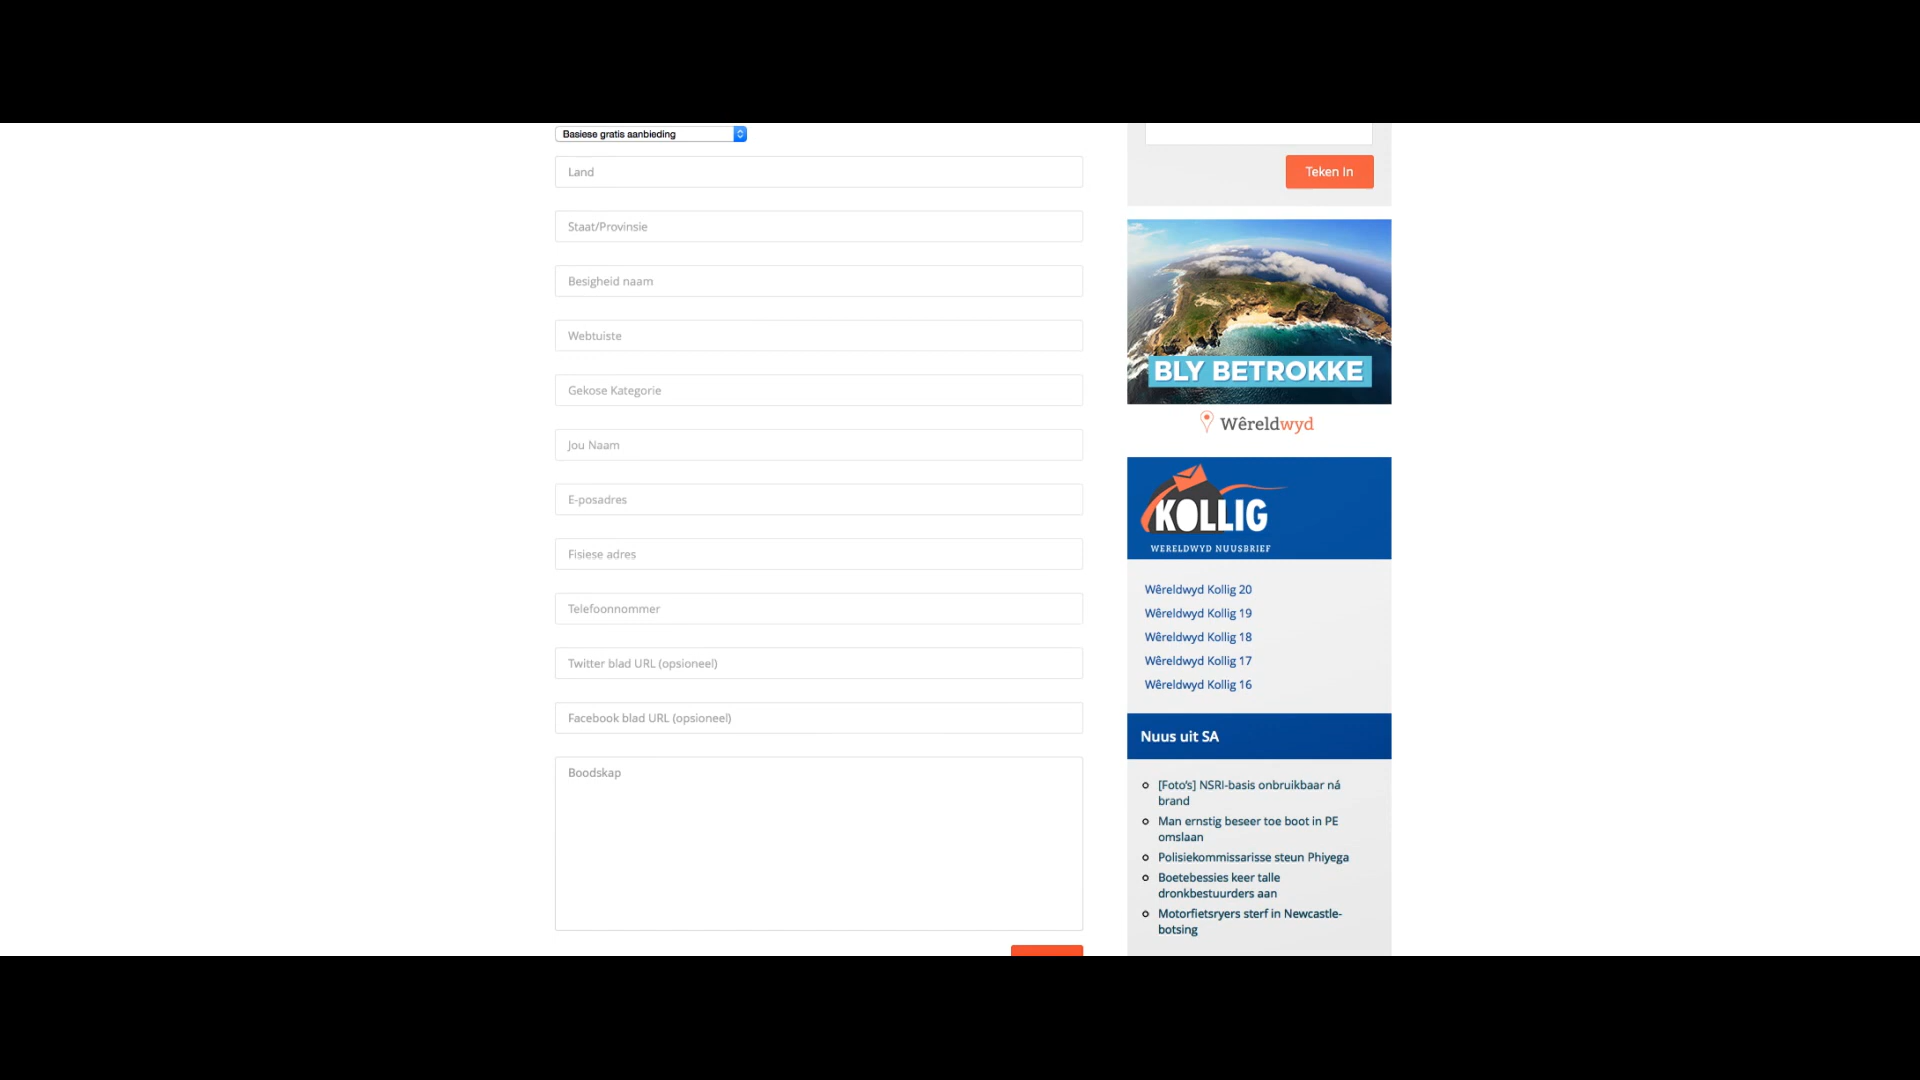 Basiese gratis aanbieding
Land
Staat/Provinsie
Besigheid naam
Webtuiste
Gekose Kategorie
Jou Naam
E-posadres
Fisiese adres
Telefoonnommer
Twitter blad URL (opsioneel)
Facebook blad URL (opsioneel)
Boodskap
Teken In
BLY BETROKKE
Wêreldwyd
KOLLIG
WERELDWYD NUUSBRIEF
Wêreldwyd Kollig 20
Wêreldwyd Kollig 19
Wêreldwyd Kollig 18
Wêreldwyd Kollig 17
Wêreldwyd Kollig 16
Nuus uit SA
[Foto's] NSRI-basis onbruikbaar ná
brand
Man ernstig beseer toe boot in PE
omslaan
Polisiekommissarisse steun Phiyega
Boetebessies keer talle
dronkbestuurders aan
Motorfietsryers sterf in Newcastle-
botsing